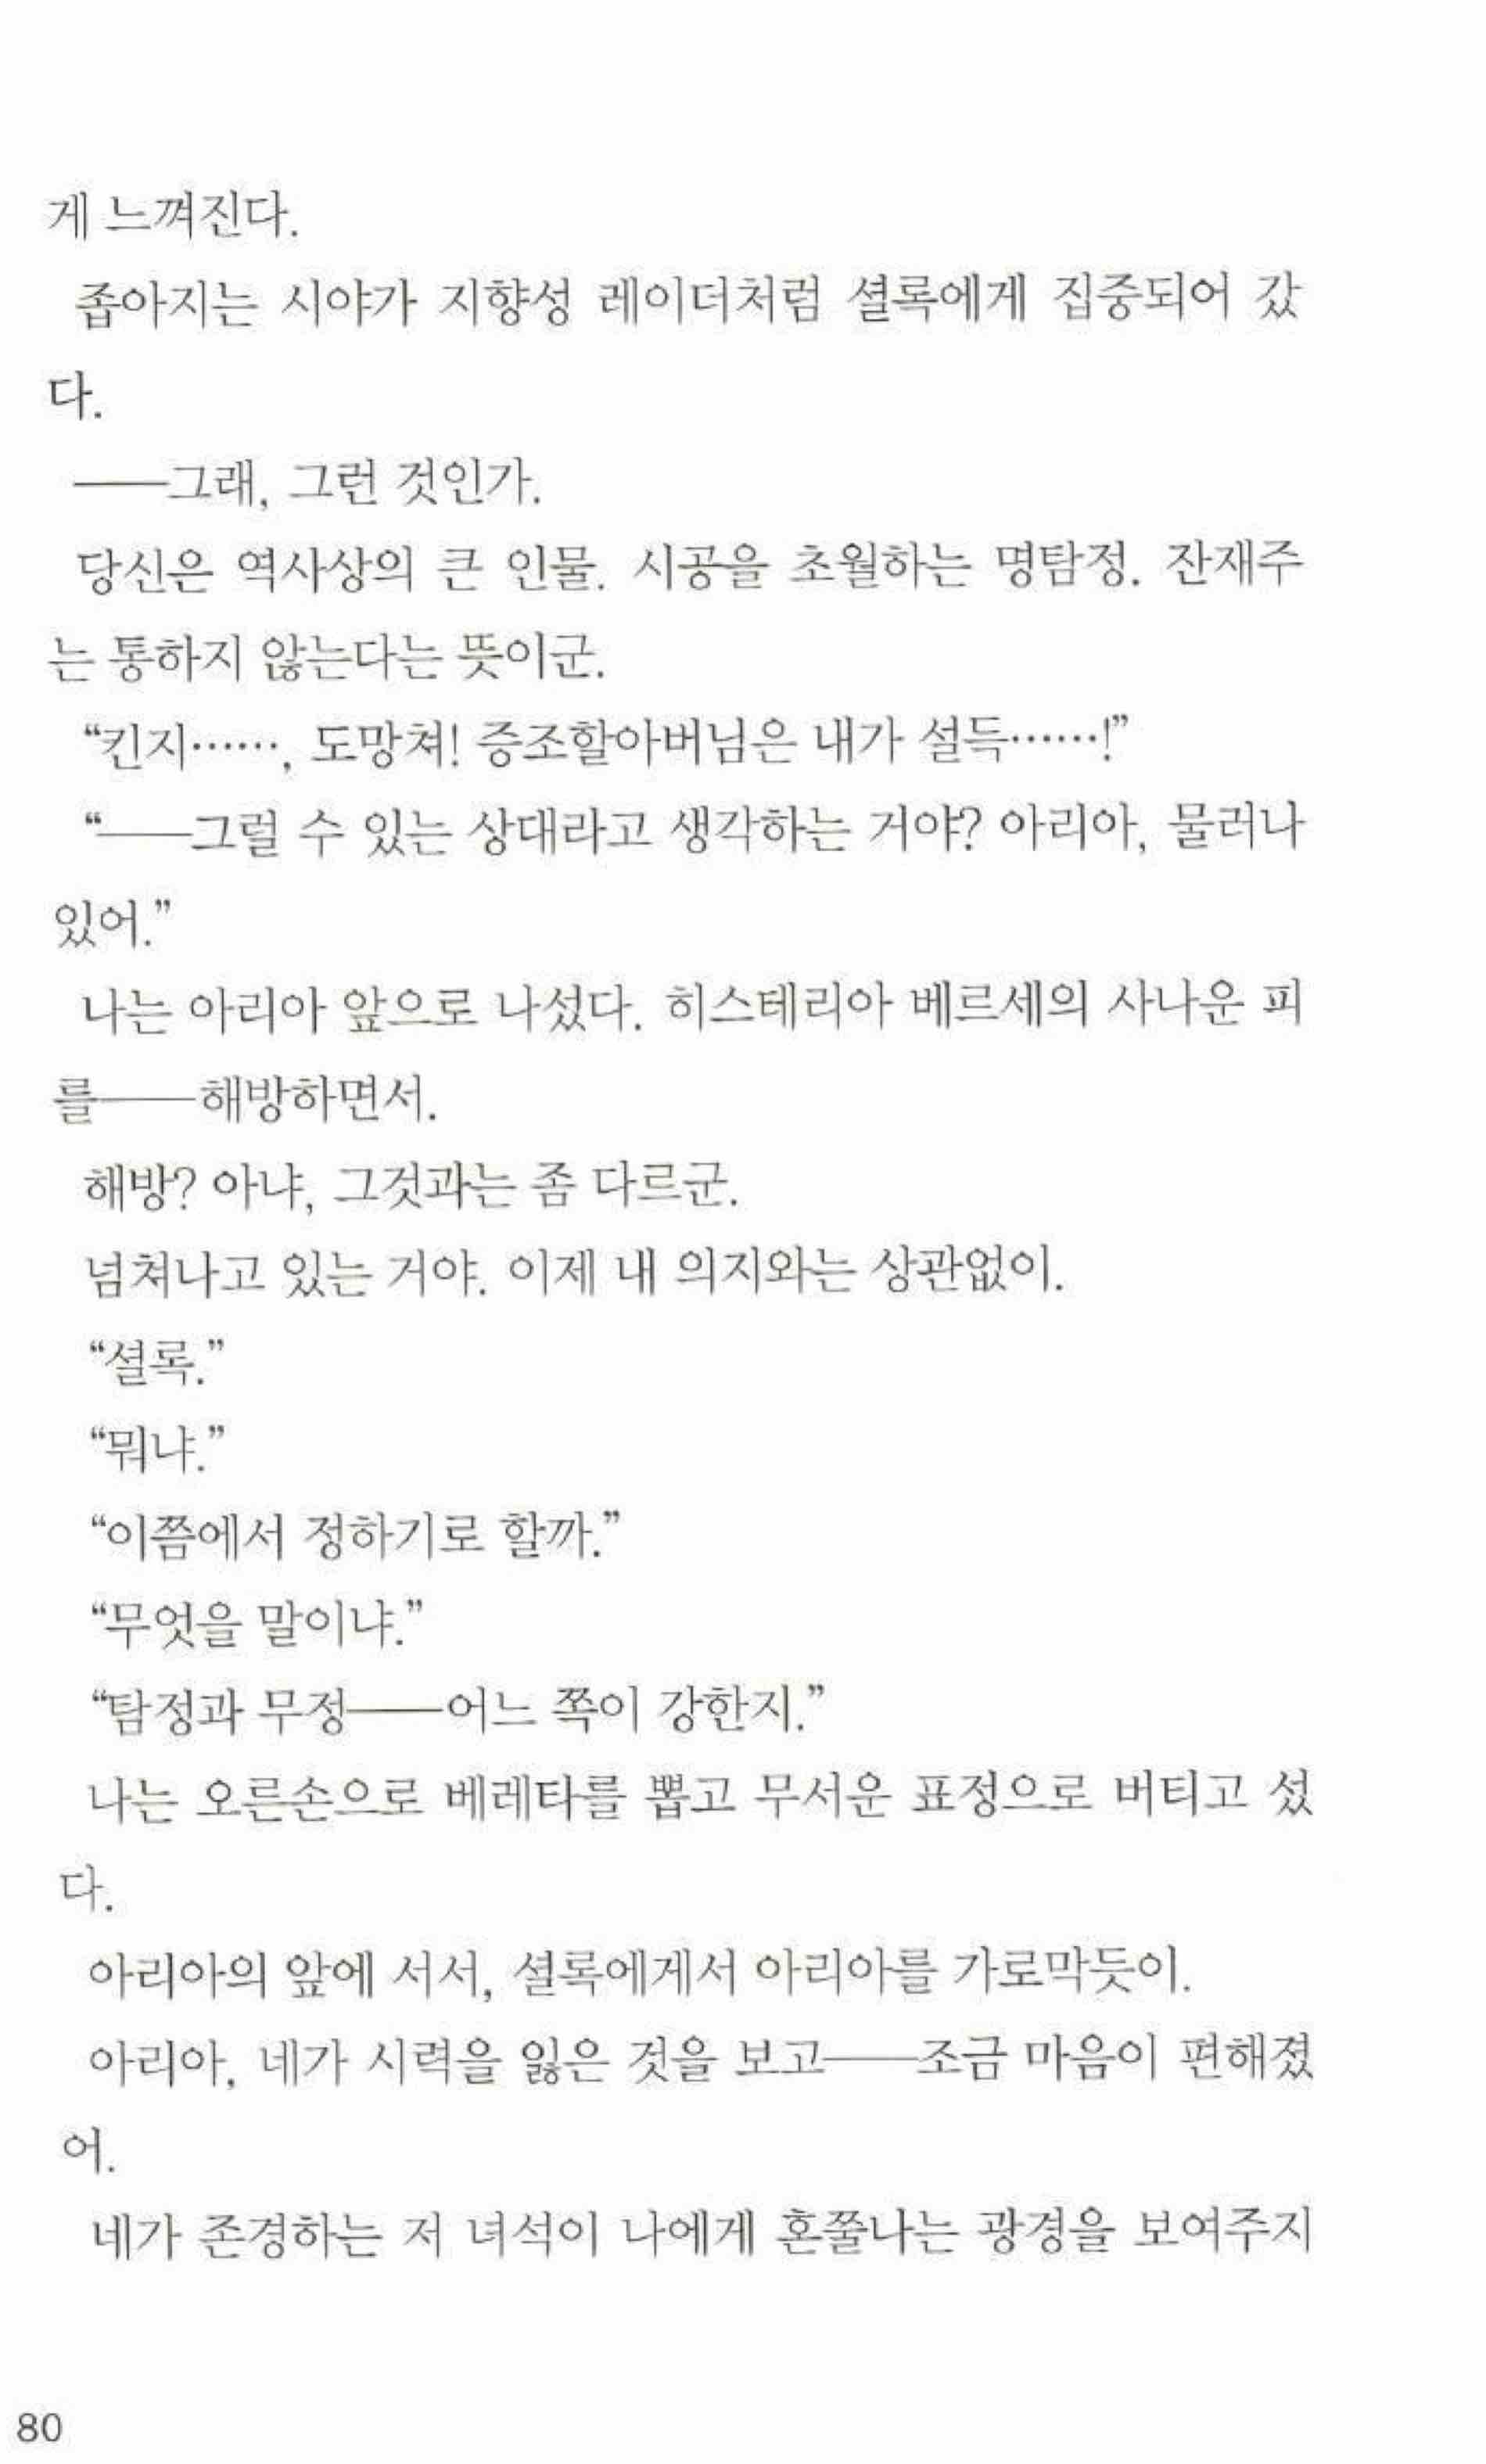 게 느껴진다.
좁아지는 시야가 지향성 레이더처럼 셜록에게 집중되어 갔
다.
――그래, 그런 것인가.
당신은 역사상의 큰 인물. 시공을 초월하는 명탐정. 잔재주
는 통하지 않는다는 뜻이군.
“킨지……, 도망쳐! 증조할아버님은 내가 설득……!”
“――그럴 수 있는 상대라고 생각하는 거야? 아리아, 물러나
있어.”
나는 아리아 앞으로 나섰다. 히스테리아 베르세의 사나운 피
를――해방하면서.
해방? 아냐, 그것과는 좀 다르군.
넘쳐나고 있는 거야. 이제 내 의지와는 상관없이.
“셜록.”
“뭐냐.”
“이쯤에서 정하기로 할까.”
“무엇을 말이냐.”
“탐정과 무정――어느 쪽이 강한지.”
나는 오른손으로 베레타를 뽑고 무서운 표정으로 버티고 섰
다.
아리아의 앞에 서서, 셜록에게서 아리아를 가로막듯이.
아리아, 네가 시력을 잃은 것을 보고――조금 마음이 편해졌
어.
네가 존경하는 저 녀석이 나에게 혼쭐나는 광경을 보여주지
80